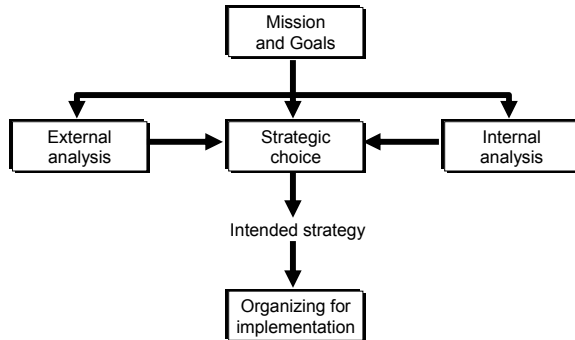 Mission
and Goals
External
analysis
Strategic
choice
Internal
analysis
Intended strategy
Organizing for
implementation